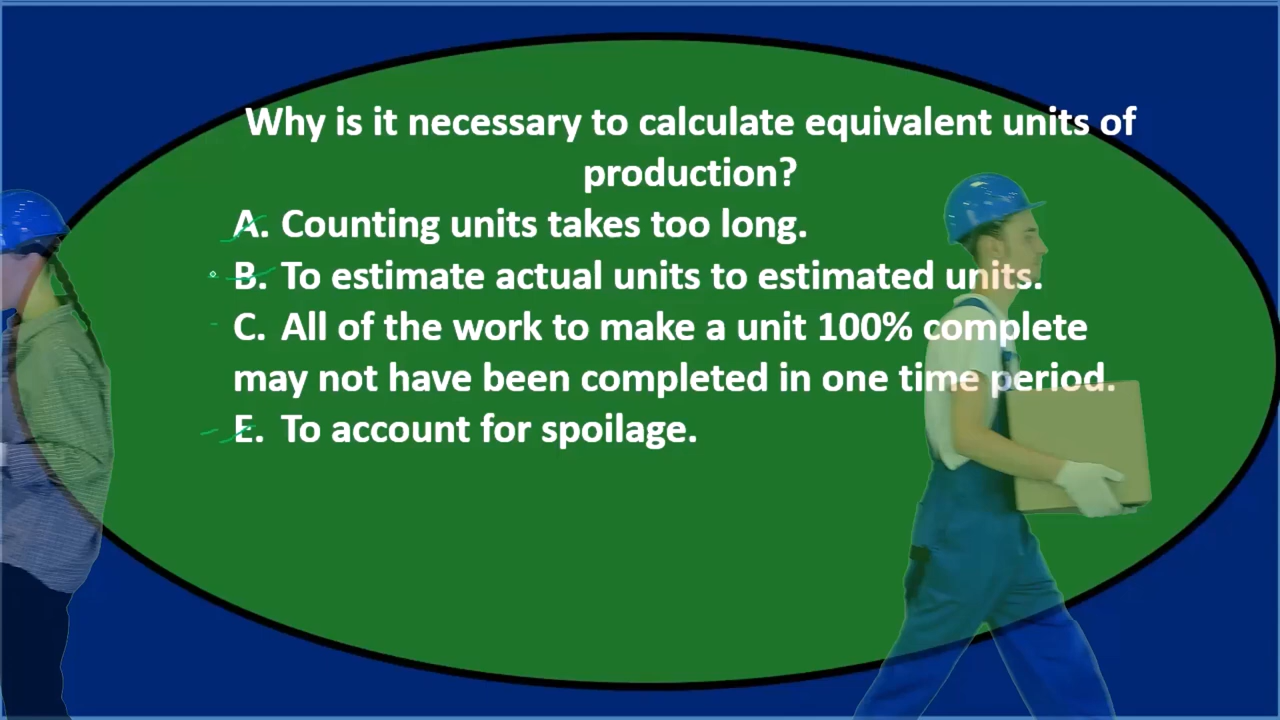 Why is it necessary to calculate equivalent units of
production?
A. Counting units takes too long.
B. To estimate actual units to estimated units.
C. All of the work to make a unit 100% complete
may not have been completed in one time period.
E. To account for spoilage.